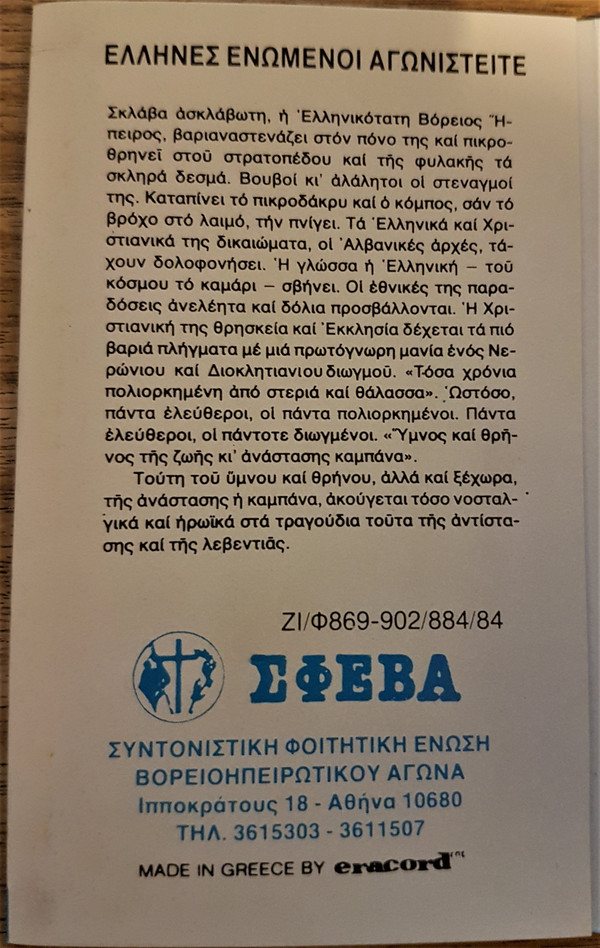 ΕΛΛΗΝΕΣ ΕΝΩΜΕΝΟΙ ΑΓΩΝΙΣΤΕΙΤΕ
Σκλάβα ἀσκλάβωτη, ἡ Ἑλληνικότατη Βόρειος Ἤ-
πειρος, βαριαναστενάζει στόν πόνο της καί πικρο-
θρηνεῖ στοῦ στρατοπέδου καί τῆς φυλακῆς τά
σκληρά δεσμά. Βουβοί κι' ἀλάλητοι οἱ στεναγμοί
της. Καταπίνει τό πικροδάκρυ καί ὁ κόμπος, σάν τό
βρόχο στό λαιμό, τήν πνίγει. Τά Ἑλληνικά καί Χρι-
στιανικά της δικαιώματα, οἱ Ἀλβανικές ἀρχές, τά-
χουν δολοφονήσει. Ἡ γλώσσα ἡ Ἑλληνική – τοῦ
κόσμου τό καμάρι – σβήνει. Οἱ ἐθνικές της παρα-
δόσεις ἀνελέητα καί δόλια προσβάλλονται. Ἡ Χρι-
στιανική της θρησκεία καί Ἐκκλησία δέχεται τά πιό
βαριά πλήγματα μέ μιά πρωτόγνωρη μανία ἑνός Νε-
ρώνιου καί Διοκλητιανιου διωγμοῦ. «Τόσα χρόνια
πολιορκημένη ἀπό στεριά καί θάλασσα». Ὡστόσο,
πάντα ἐλεύθεροι, οἱ πάντα πολιορκημένοι. Πάντα
ἐλεύθεροι, οἱ πάντοτε διωγμένοι. «Ὕμνος καί θρῆ-
νος τῆς ζωῆς κι' ἀνάστασης καμπάνα».
Τούτη τοῦ ὕμνου καί θρήνου, ἀλλά καί ξέχωρα,
τῆς ἀνάστασης ἡ καμπάνα, ἀκούγεται τόσο νοσταλ-
γικά καί ἡρωϊκά στά τραγούδια τοῦτα τῆς ἀντίστα-
σης καί τῆς λεβεντιᾶς.
ΖΙ/Φ869-902/884/84
ΣΦΕΒΑ
ΣΥΝΤΟΝΙΣΤΙΚΗ ΦΟΙΤΗΤΙΚΗ ΕΝΩΣΗ
ΒΟΡΕΙΟΗΠΕΙΡΩΤΙΚΟΥ ΑΓΩΝΑ
Ιπποκράτους 18 - Αθήνα 10680
ΤΗΛ. 3615303 - 3611507
MADE IN GREECE BY eracord inc